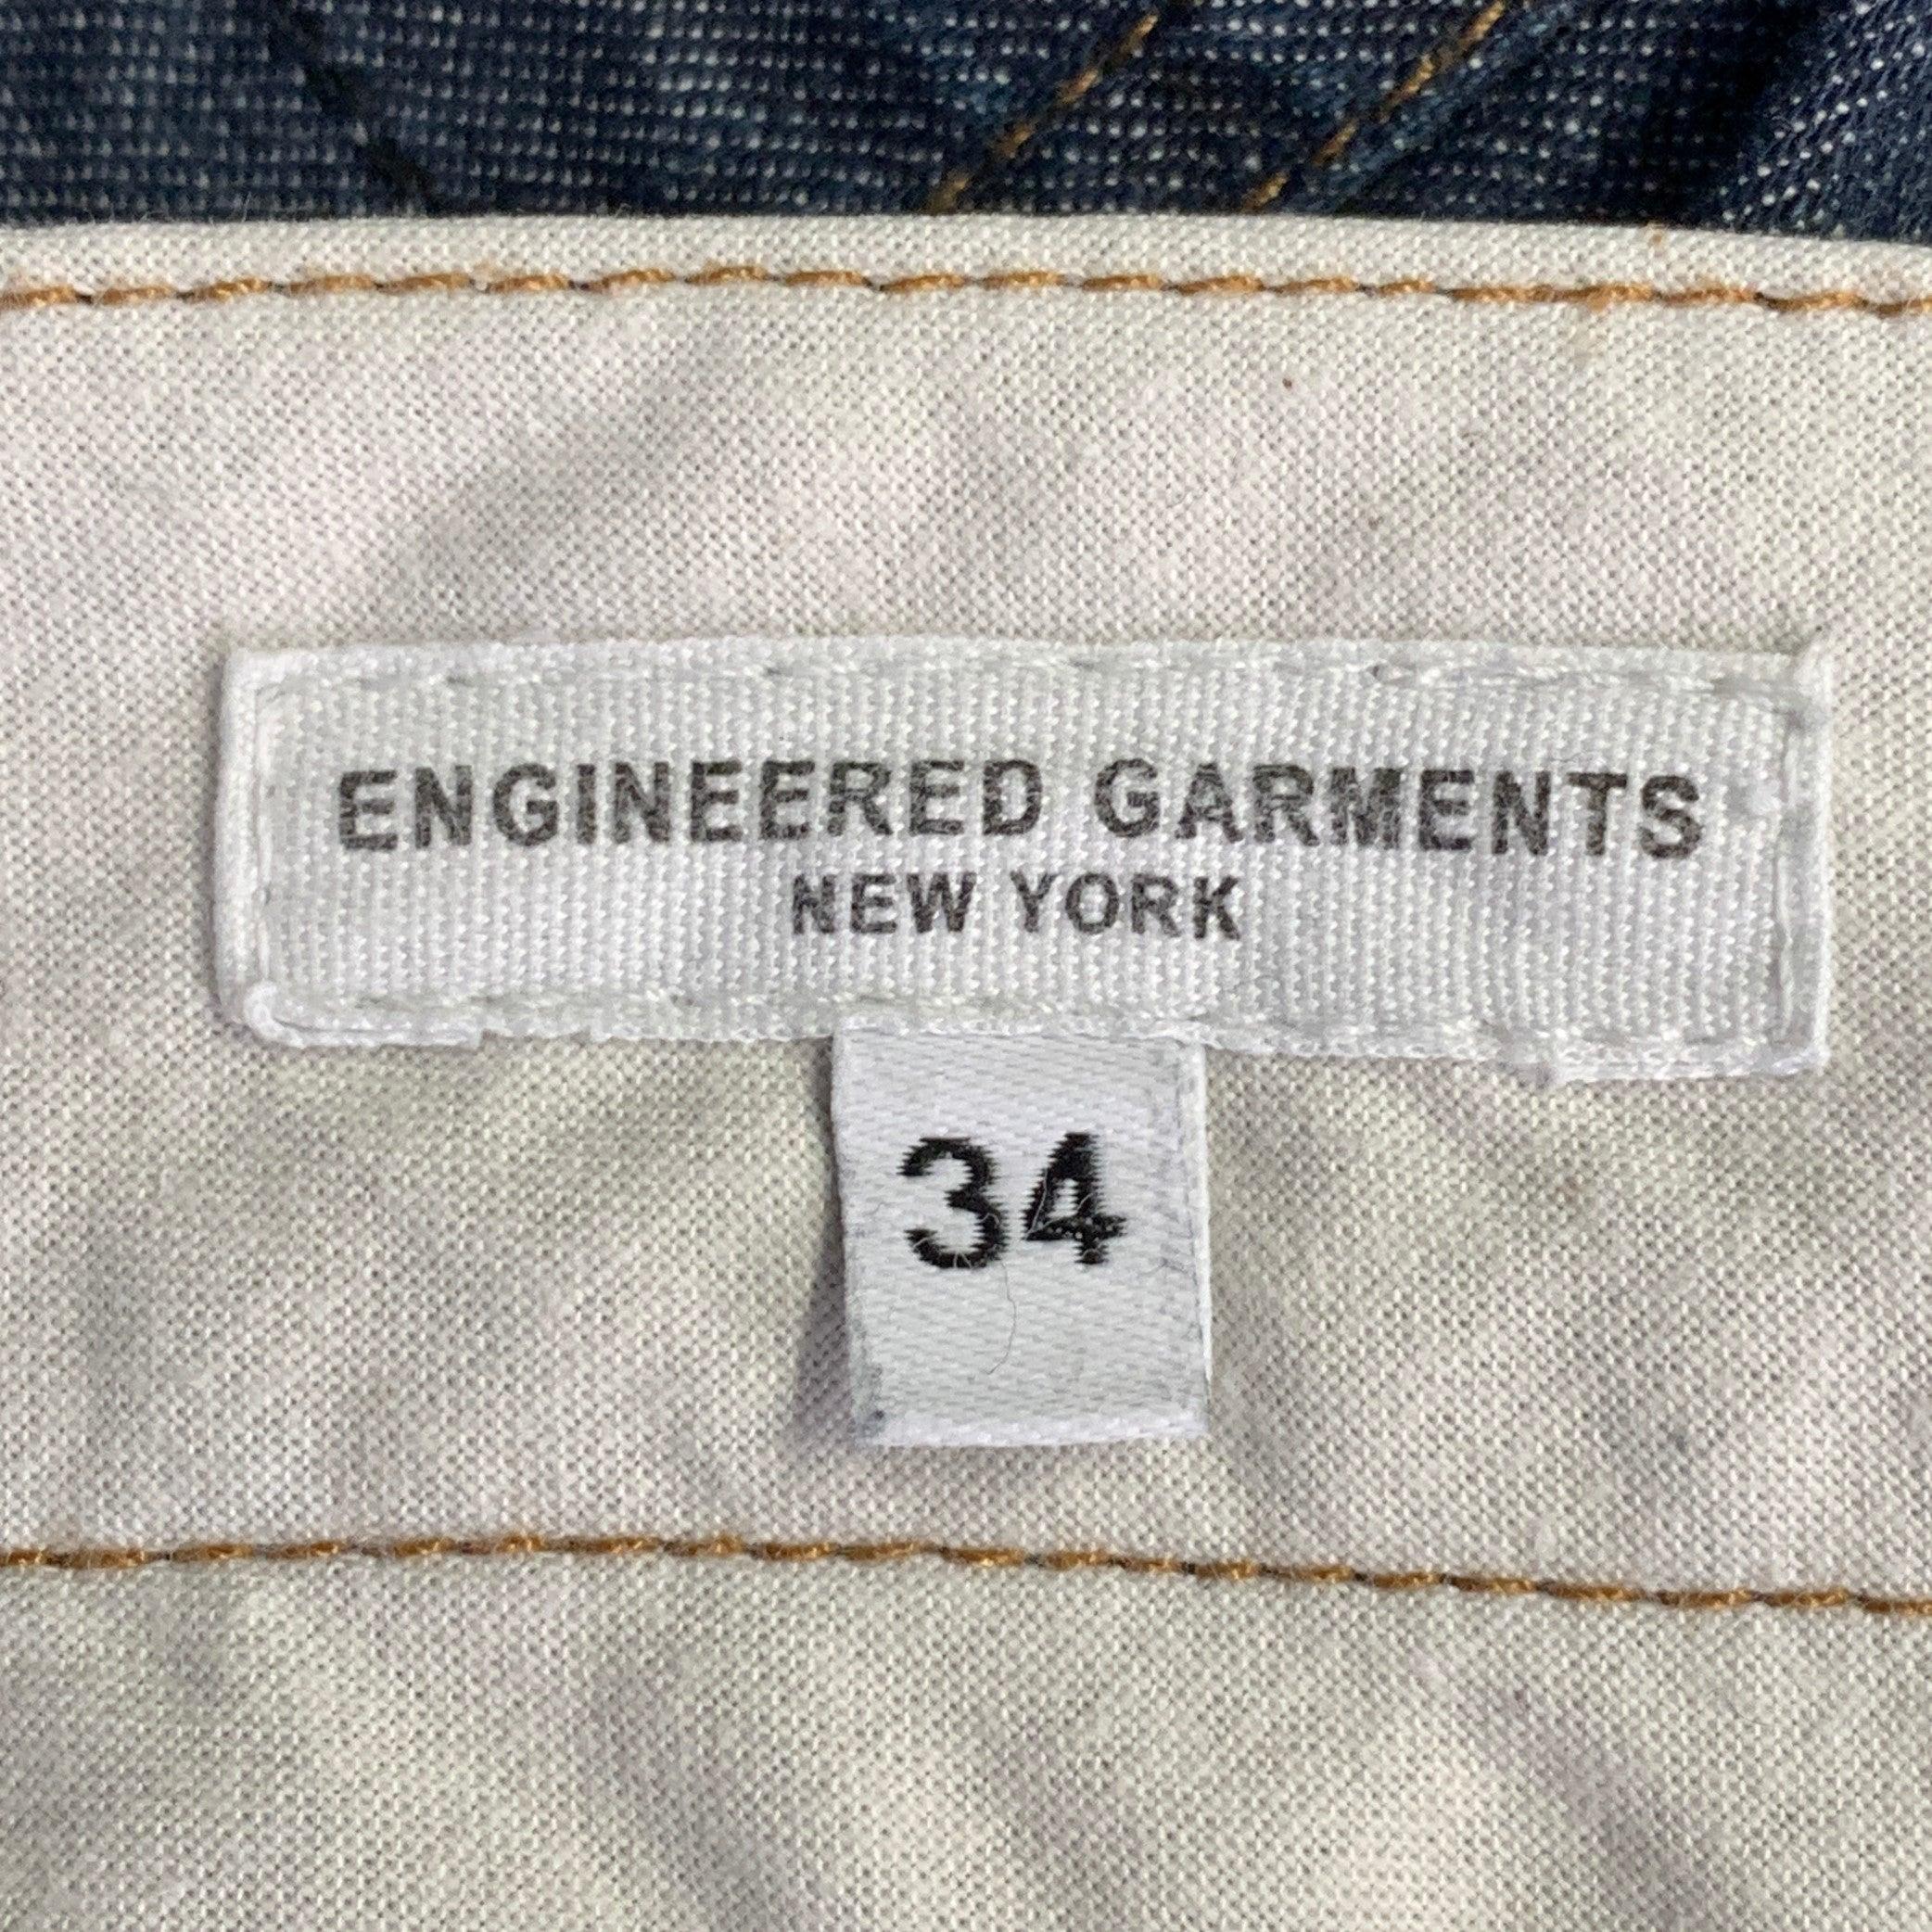 ENGINEERED GARMENTS
NEW YORK
34